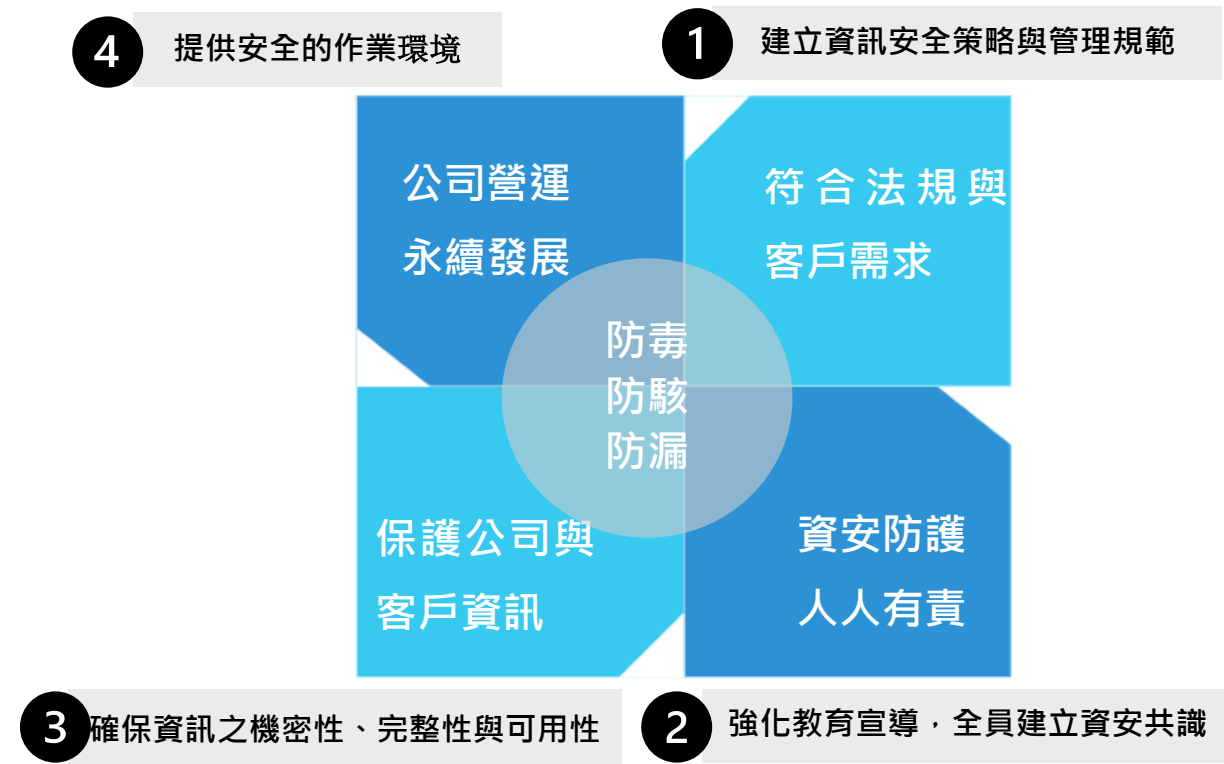 4 提供安全的作業環境
1 建立資訊安全策略與管理規範
公司營運
永續發展
符合法規與
客戶需求
防毒
防駭
防漏
保護公司與
客戶資訊
資安防護
人人有責
3 確保資訊之機密性、完整性與可用性
2 強化教育宣導，全員建立資安共識